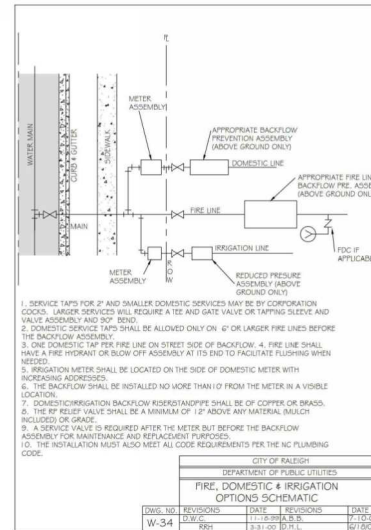 P
L
METER
ASSEMBLY
APPROPRIATE BACKFLOW
PREVENTION ASSEMBLY
(ABOVE GROUND ONLY)
WATER MAIN
CURB & GUTTER
SIDEWALK
DOMESTIC LINE
APPROPRIATE FIRE LIN
BACKFLOW PRE. ASSE
(ABOVE GROUND ONL
FIRE LINE
MAIN
FDC IF
APPLICABL
IRRIGATION LINE
METER
ASSEMBLY
R
O
W
REDUCED PRESURE
ASSEMBLY (ABOVE
GROUND ONLY)
1. SERVICE TAPS FOR 2" AND SMALLER DOMESTIC SERVICES MAY BE BY CORPORATION
COCKS. LARGER SERVICES WILL REQUIRE A TEE AND GATE VALVE OR TAPPING SLEEVE AND
VALVE ASSEMBLY AND 90° BEND.
2. DOMESTIC SERVICE TAPS SHALL BE ALLOWED ONLY ON 6" OR LARGER FIRE LINES BEFORE
THE BACKFLOW ASSEMBLY.
3. ONE DOMESTIC TAP PER FIRE LINE ON STREET SIDE OF BACKFLOW. 4. FIRE LINE SHALL
HAVE A FIRE HYDRANT OR BLOW OFF ASSEMBLY AT ITS END TO FACILITATE FLUSHING WHEN
NEEDED.
5. IRRIGATION METER SHALL BE LOCATED ON THE SIDE OF DOMESTIC METER WITH
INCREASING ADDRESSES.
6. THE BACKFLOW SHALL BE INSTALLED NO MORE THAN 10' FROM THE METER IN A VISIBLE
LOCATION.
7. DOMESTIC/IRRIGATION BACKFLOW RISER/STANDPIPE SHALL BE OF COPPER OR BRASS.
8. THE RP RELIEF VALVE SHALL BE A MINIMUM OF 12" ABOVE ANY MATERIAL (MULCH
INCLUDED) OR GRADE.
9. A SERVICE VALVE IS REQUIRED AFTER THE METER BUT BEFORE THE BACKFLOW
ASSEMBLY FOR MAINTENANCE AND REPLACEMENT PURPOSES.
10. THE INSTALLATION MUST ALSO MEET ALL CODE REQUIREMENTS PER THE NC PLUMBING
CODE.
CITY OF RALEIGH
DEPARTMENT OF PUBLIC UTILITIES
FIRE, DOMESTIC & IRRIGATION
OPTIONS SCHEMATIC
DWG. NO. REVISIONS DATE REVISIONS DATE
W-34 D.W.C. 11-18-99 A.B.B. 7-10-0
RRH 3-31-00 D.H.L. 6/18/0